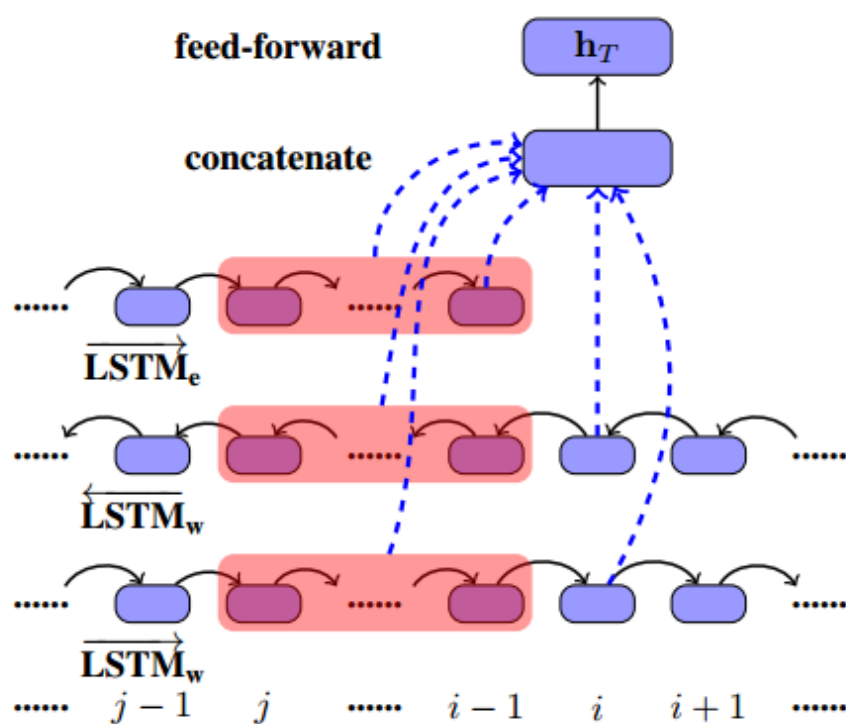 feed-forward
h_T
concatenate
...... ......
LSTM_e
...... ...... ......
LSTM_w
...... ...... ......
LSTM_w
...... j − 1 j ...... i − 1 i i + 1 ......